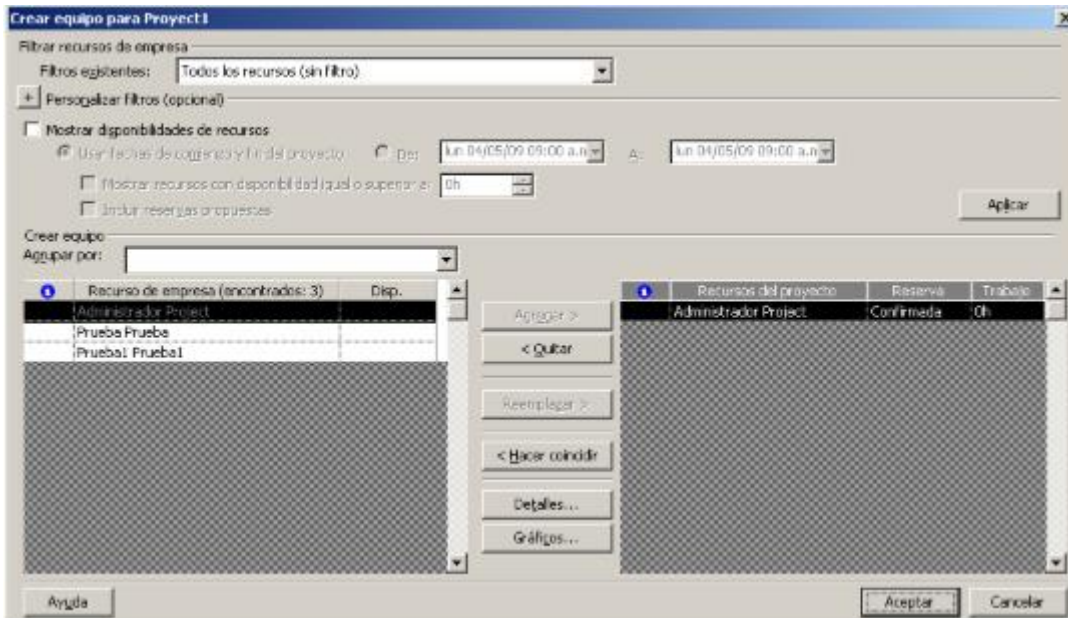 Crear equipo para Proyect1
Filtrar recursos de empresa
Filtros existentes: Todos los recursos (sin filtro)
+ Personalizar filtros (opcional)
Mostrar disponibilidades de recursos
Usar fechas de comienzo y fin del proyecto De: lun 04/05/09 09:00 a.m A: lun 04/05/09 09:00 a.m
Mostrar recursos con disponibilidad igual o superior a: 0h
Incluir reservas propuestas
Aplicar
Crear equipo
Agrupar por:
Recurso de empresa (encontrados: 3) Disp.
Administrador Project
Prueba Prueba
Prueba1 Prueba1
Agregar >
< Quitar
Reemplazar >
< Hacer coincidir
Detalles...
Gráficos...
Recursos del proyecto Reserva Trabajo
Administrador Project Confirmada 0h
Ayuda Aceptar Cancelar